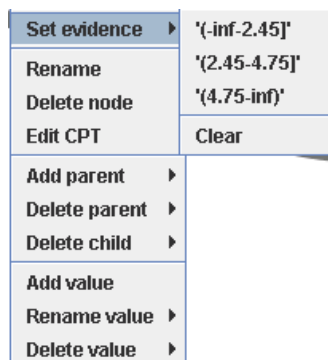 Set evidence
Rename
Delete node
Edit CPT
Add parent
Delete parent
Delete child
Add value
Rename value
Delete value
'(-inf-2.45]'
'(2.45-4.75]'
'(4.75-inf)'
Clear